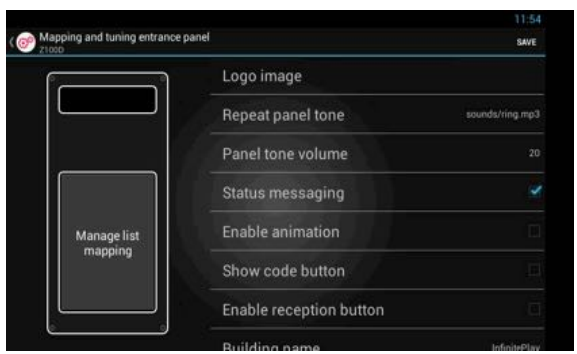 11:54
Mapping and tuning entrance panel
SAVE
Z100D
Logo image
Repeat panel tone
sounds/ring.mp3
Panel tone volume
20
Status messaging
Manage list
mapping
Enable animation
Show code button
Enable reception button
Building name
InfinitePlay